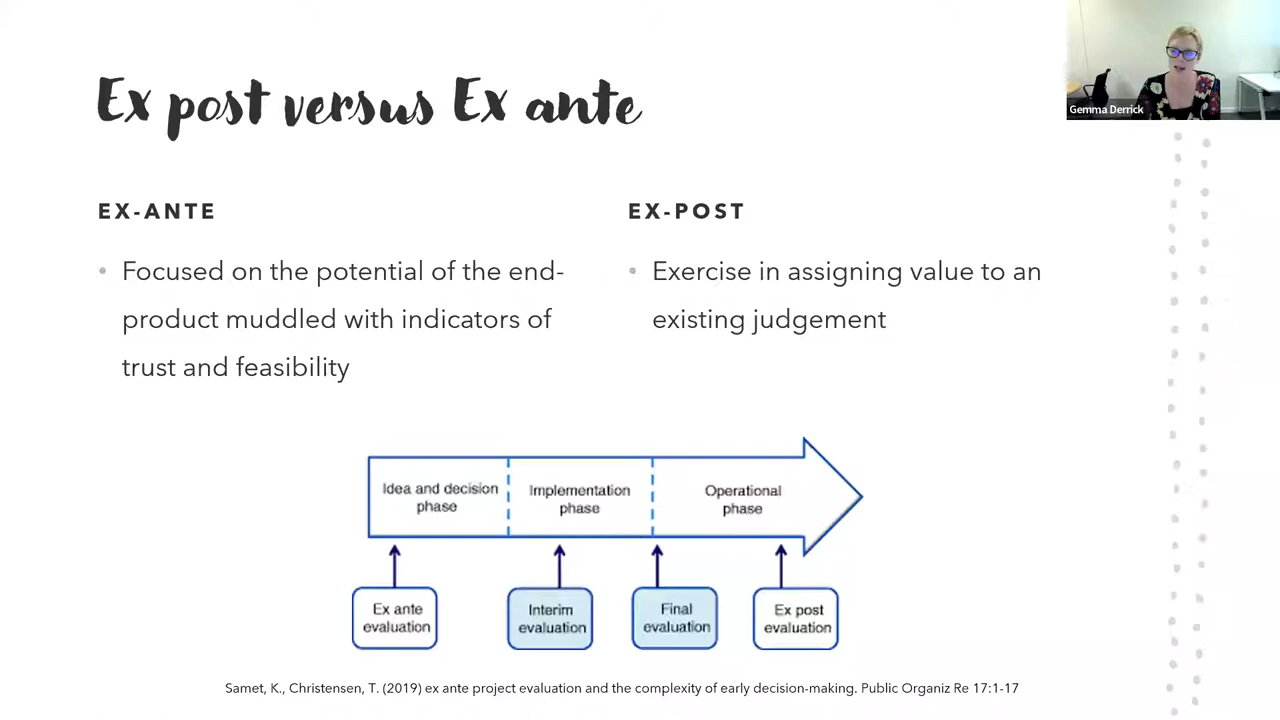 Ex post versus Ex ante
Gemma Derrick
EX-ANTE
• Focused on the potential of the end-
product muddled with indicators of
trust and feasibility
EX-POST
• Exercise in assigning value to an
existing judgement
Idea and decision
phase
Implementation
phase
Operational
phase
Ex ante
evaluation
Interim
evaluation
Final
evaluation
Ex post
evaluation
Samet, K., Christensen, T. (2019) ex ante project evaluation and the complexity of early decision-making. Public Organiz Re 17:1-17